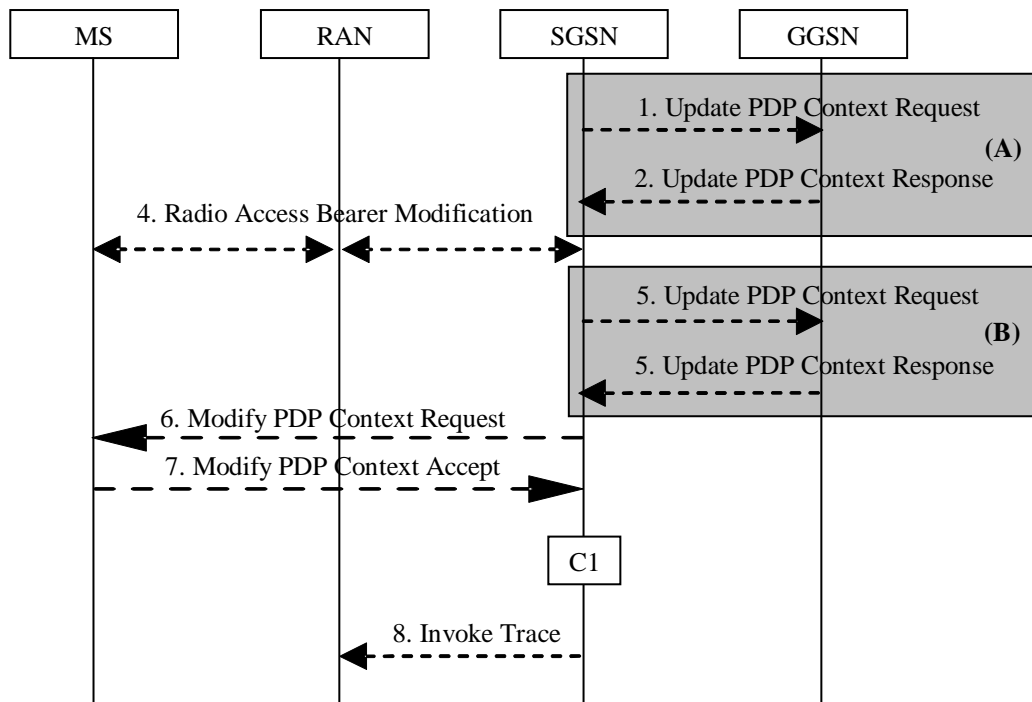 MS
RAN
SGSN
GGSN
1. Update PDP Context Request
(A)
2. Update PDP Context Response
4. Radio Access Bearer Modification
5. Update PDP Context Request
(B)
5. Update PDP Context Response
6. Modify PDP Context Request
7. Modify PDP Context Accept
C1
8. Invoke Trace